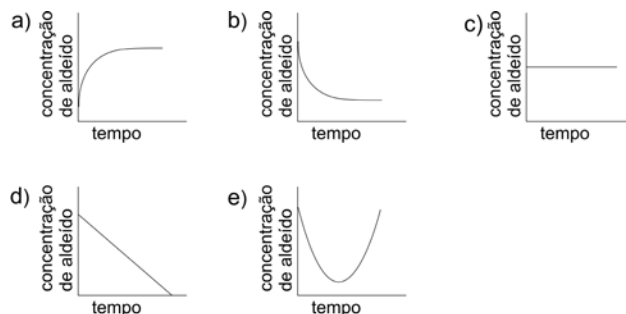 a)
concentração
de aldeído
tempo
b)
concentração
de aldeído
tempo
c)
concentração
de aldeído
tempo
d)
concentração
de aldeído
tempo
e)
concentração
de aldeído
tempo